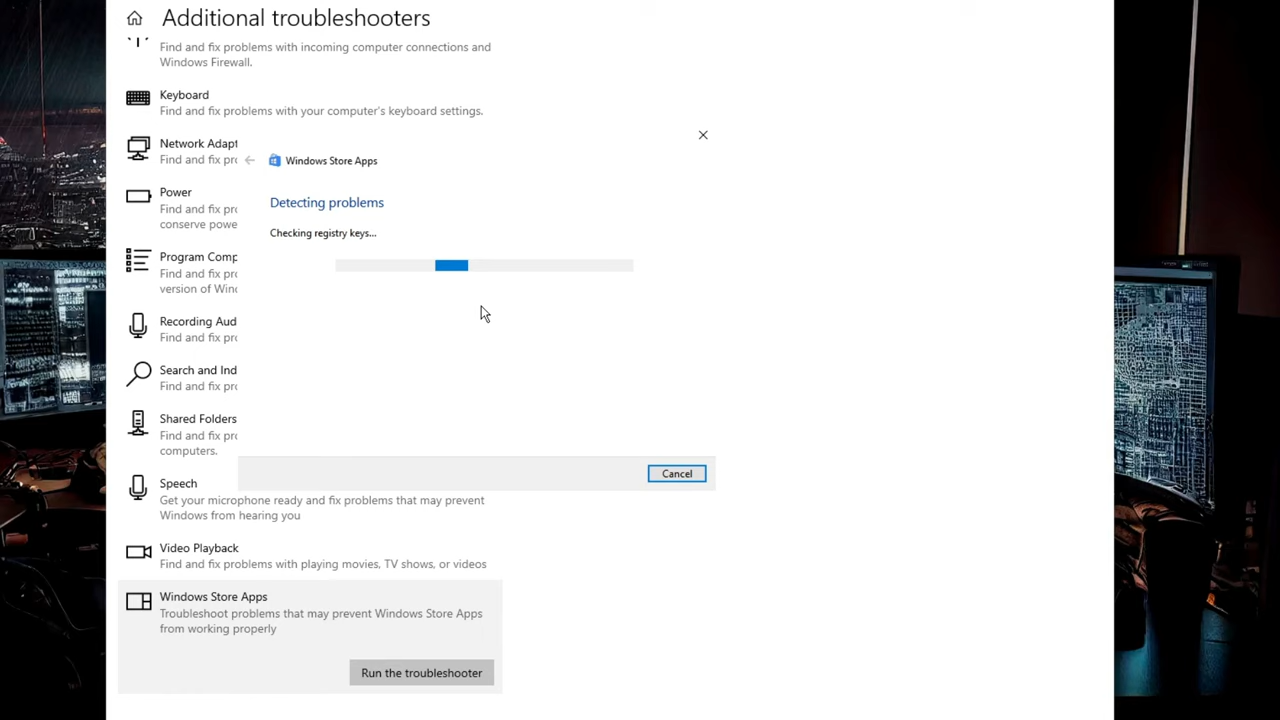 Additional troubleshooters
Find and fix problems with incoming computer connections and
Windows Firewall.
Keyboard
Find and fix problems with your computer's keyboard settings.
Network Adapt
Find and fix pro
Power
Find and fix pro
conserve powe
Program Comp
Find and fix pro
version of Wind
Recording Aud
Find and fix pro
Search and Ind
Find and fix pro
Shared Folders
Find and fix pro
computers.
Speech
Get your microphone ready and fix problems that may prevent
Windows from hearing you
Video Playback
Find and fix problems with playing movies, TV shows, or videos
Windows Store Apps
Troubleshoot problems that may prevent Windows Store Apps
from working properly
Run the troubleshooter
Windows Store Apps
Detecting problems
Checking registry keys...
Cancel